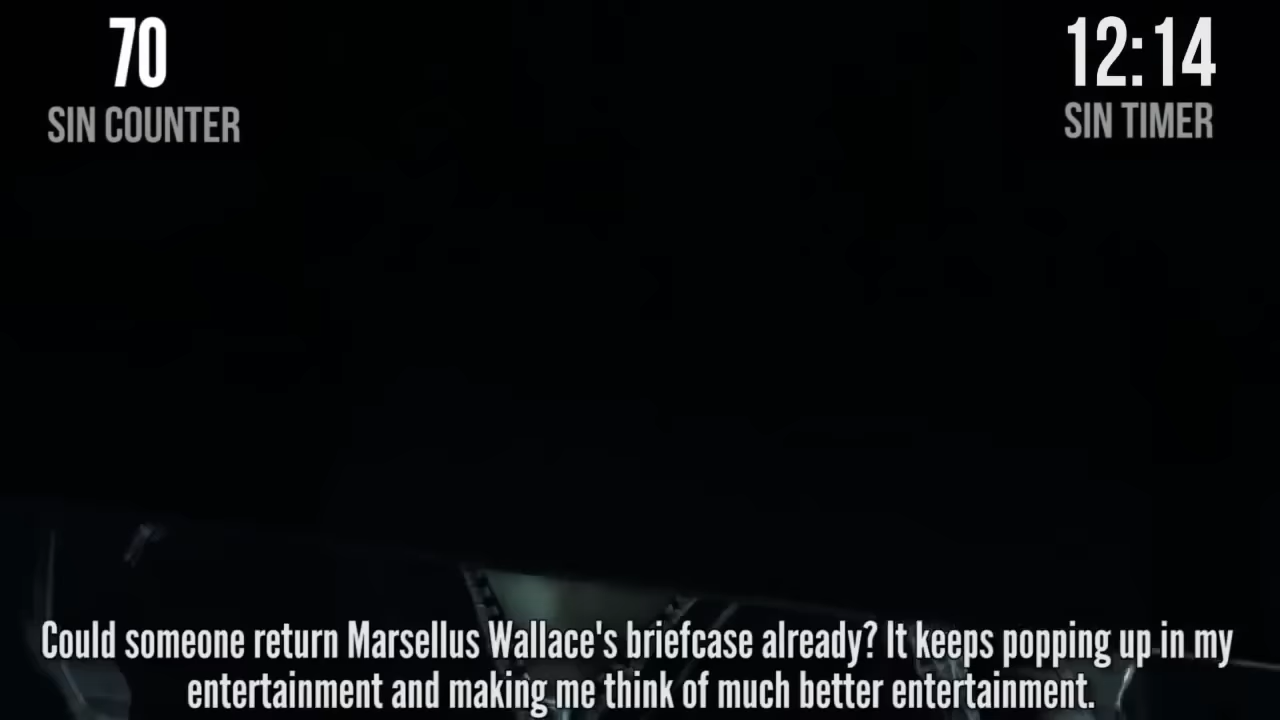 70
SIN COUNTER
12:14
SIN TIMER
Could someone return Marsellus Wallace's briefcase already? It keeps popping up in my
entertainment and making me think of much better entertainment.